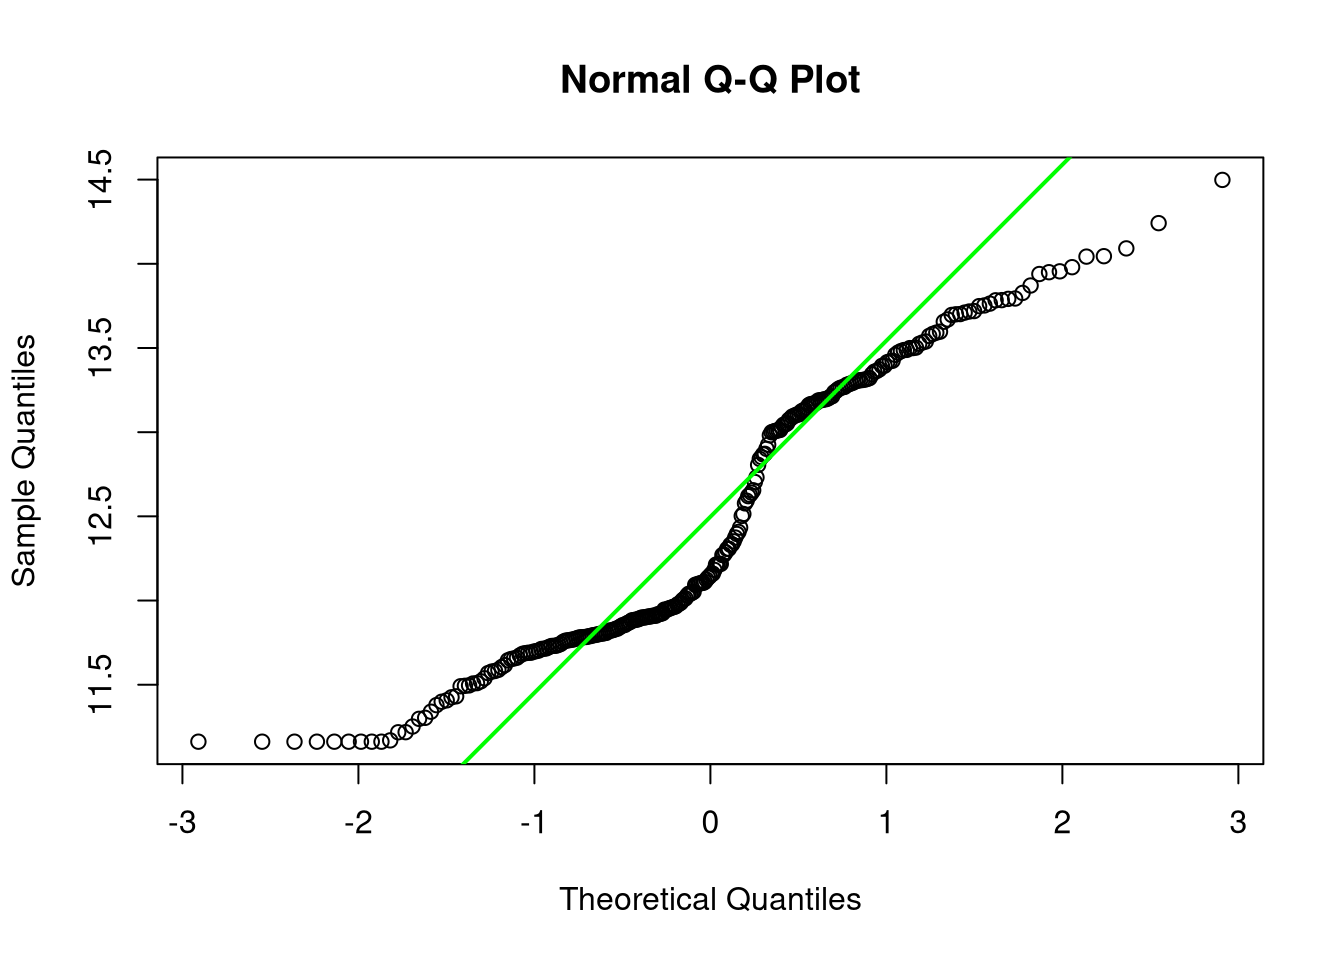 Normal Q-Q Plot
Sample Quantiles
14.5
13.5
12.5
11.5
-3 -2 -1 0 1 2 3
Theoretical Quantiles